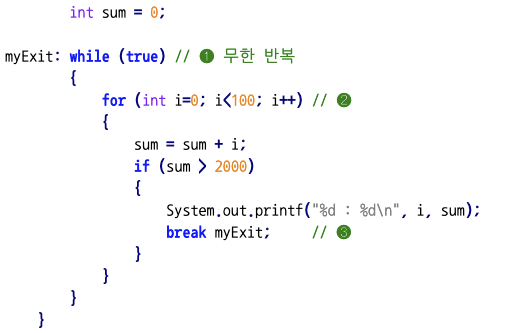 int sum = 0;
myExit: while (true) // ❶ 무한 반복
{
for (int i=0; i<100; i++) // ❷
{
sum = sum + i;
if (sum > 2000)
{
System.out.printf("%d : %d\n", i, sum);
break myExit; // ❸
}
}
}
}